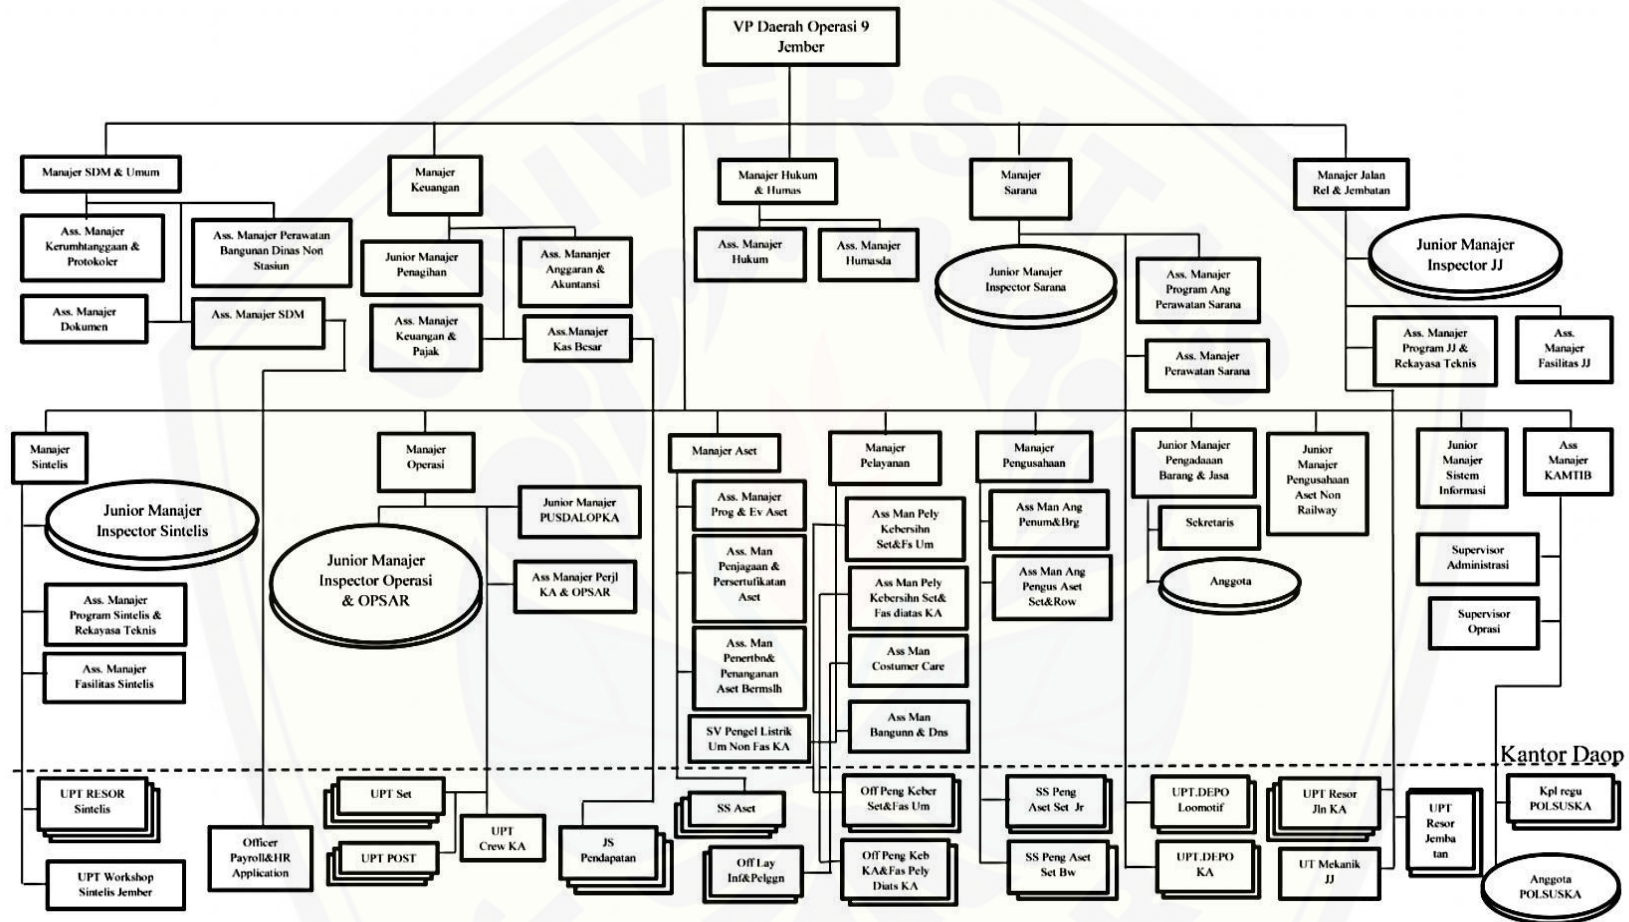 VP Daerah Operasi 9
Jember
Manajer SDM & Umum
Manajer
Keuangan
Manajer Hukum
& Humas
Manajer
Sarana
Manajer Jalan
Rel & Jembatan
Ass. Manajer
Kerumhtanggaan &
Protokoler
Ass. Manajer Perawatan
Bangunan Dinas Non
Stasiun
Ass. Manajer
Dokumen
Ass. Manajer SDM
Junior Manajer
Penagihan
Ass. Mananjer
Anggaran &
Akuntansi
Ass. Manajer
Keuangan &
Pajak
Ass.Manajer
Kas Besar
Ass. Manajer
Hukum
Ass. Manajer
Humasda
Junior Manajer
Inspector Sarana
Ass. Manajer
Program Ang
Perawatan Sarana
Ass. Manajer
Perawatan Sarana
Junior Manajer
Inspector JJ
Ass. Manajer
Program JJ &
Rekayasa Teknis
Ass.
Manajer
Fasilitas JJ
Manajer
Sintelis
Manajer
Operasi
Manajer Aset
Manajer
Pelayanan
Manajer
Pengusahaan
Junior Manajer
Pengadaaan
Barang & Jasa
Junior
Manajer
Pengusahaan
Aset Non
Railway
Junior
Manajer
Sistem
Informasi
Ass
Manajer
KAMTIB
Junior Manajer
Inspector Sintelis
Ass. Manajer
Program Sintelis &
Rekayasa Teknis
Ass. Manajer
Fasilitas Sintelis
Junior Manajer
Inspector Operasi
& OPSAR
Junior Manajer
PUSDALOPKA
Ass Manajer Perjl
KA & OPSAR
Ass. Manajer
Prog & Ev Aset
Ass. Man
Penjagaan &
Persertufikatan
Aset
Ass. Man
Penertbn&
Penanganan
Aset Bermslh
SV Pengel Listrik
Um Non Fas KA
Ass Man Pely
Kebersihn
Set&Fs Um
Ass Man Pely
Kebersihn Set&
Fas diatas KA
Ass Man
Costumer Care
Ass Man
Bangunn & Dns
Ass Man Ang
Penum&Brg
Ass Man Ang
Pengus Aset
Set&Row
Sekretaris
Anggota
Supervisor
Administrasi
Supervisor
Oprasi
Kantor Daop
UPT RESOR
Sintelis
UPT Workshop
Sintelis Jember
Officer
Payroll&HR
Application
UPT Set
UPT POST
UPT
Crew KA
JS
Pendapatan
SS Aset
Off Lay
Inf&Pelggn
Off Peng Keber
Set&Fas Um
Off Peng Keb
KA&Fas Pely
Diats KA
SS Peng
Aset Set Jr
SS Peng Aset
Set Bw
UPT.DEPO
Loomotif
UPT.DEPO
KA
UPT Resor
Jln KA
UT Mekanik
JJ
UPT
Resor
Jemba
tan
Kpl regu
POLSUSKA
Anggota
POLSUSKA